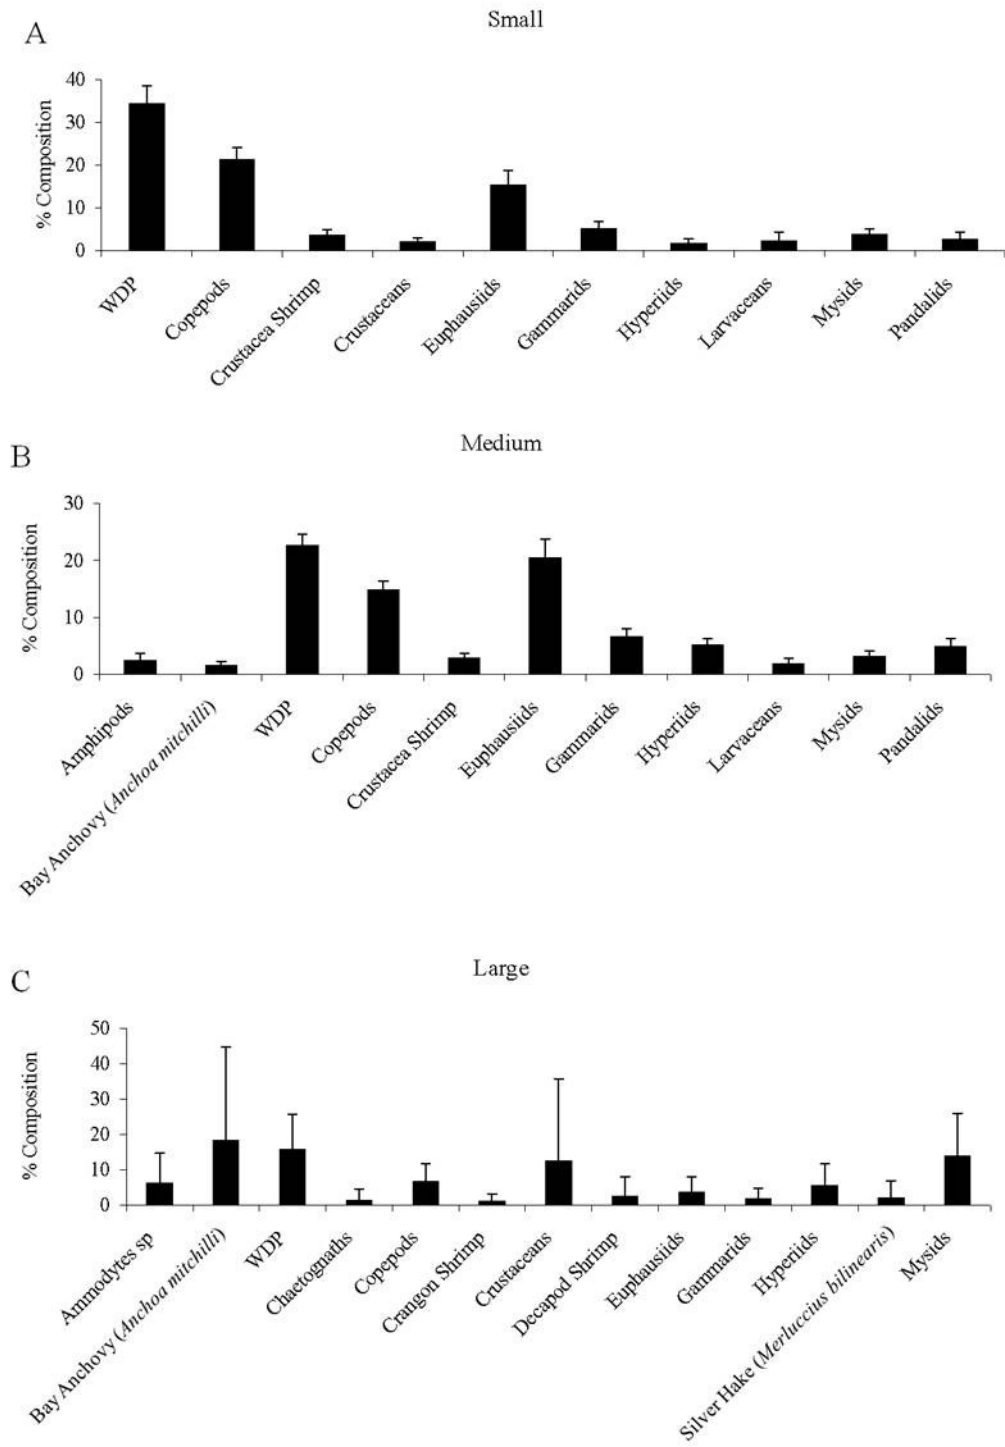 A
Small
% Composition
40
30
20
10
0
WDP
Copepods
Crustacea Shrimp
Crustaceans
Euphausiids
Gammarids
Hyperiids
Larvaceans
Mysids
Pandalids
B
Medium
% Composition
30
20
10
0
Amphipods
Bay Anchovy (Anchoa mitchilli)
WDP
Copepods
Crustacea Shrimp
Euphausiids
Gammarids
Hyperiids
Larvaceans
Mysids
Pandalids
C
Large
% Composition
50
40
30
20
10
0
Ammodytes sp
Bay Anchovy (Anchoa mitchilli)
WDP
Chaetognaths
Copepods
Crangon Shrimp
Crustaceans
Decapod Shrimp
Euphausiids
Gammarids
Hyperiids
Silver Hake (Merluccius bilinearis)
Mysids